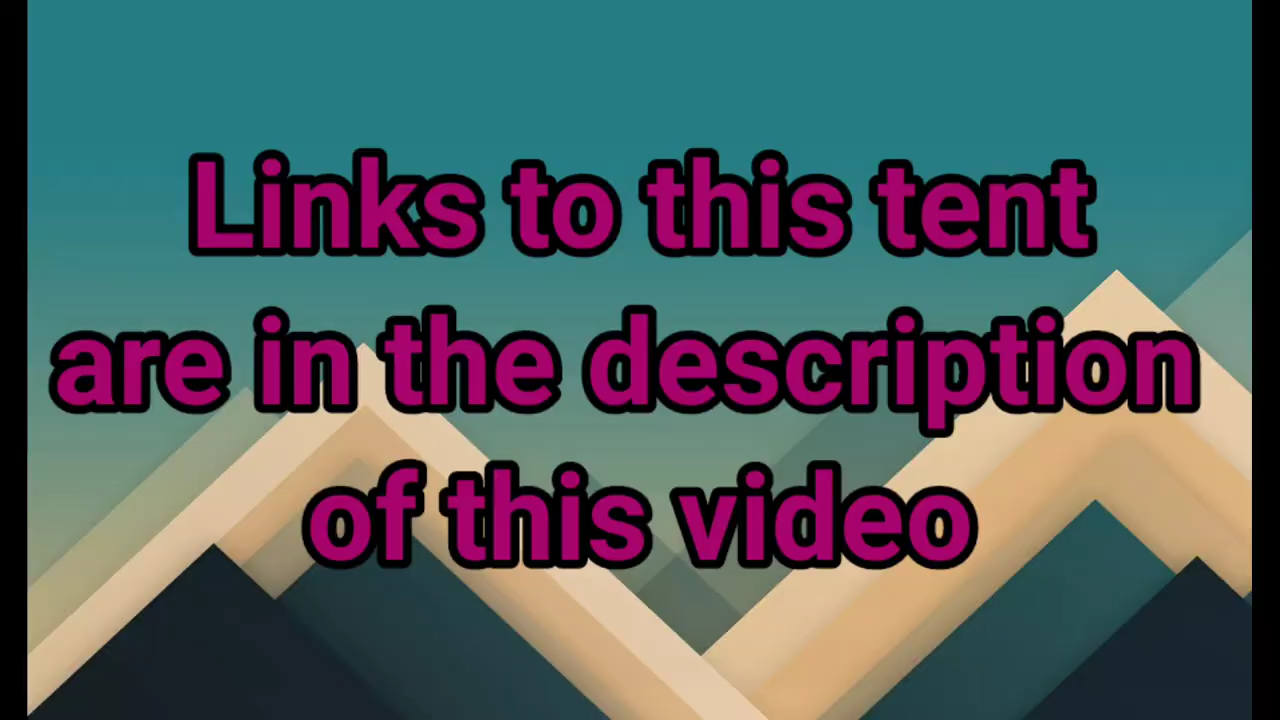 Links to this tent
are in the description
of this video